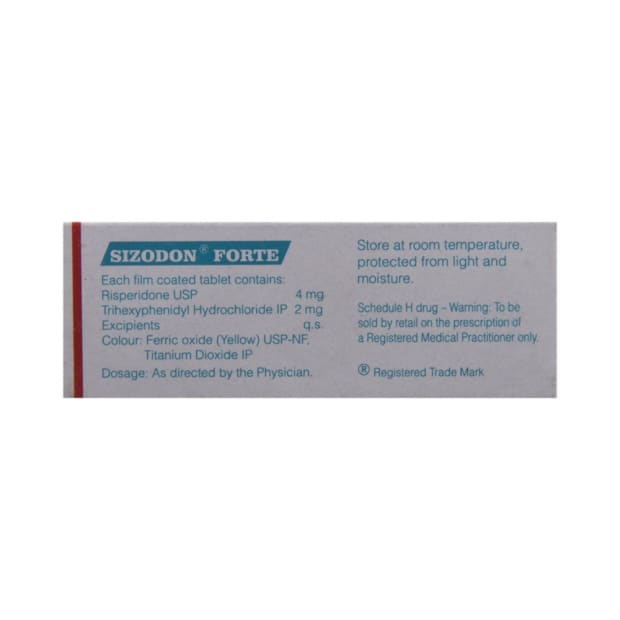 SIZODON® FORTE
Each film coated tablet contains:
Risperidone USP 4 mg
Trihexyphenidyl Hydrochloride IP 2 mg
Excipients q.s.
Colour: Ferric oxide (Yellow) USP-NF,
Titanium Dioxide IP
Dosage: As directed by the Physician.
Store at room temperature,
protected from light and
moisture.
Schedule H drug – Warning: To be
sold by retail on the prescription of
a Registered Medical Practitioner only.
® Registered Trade Mark